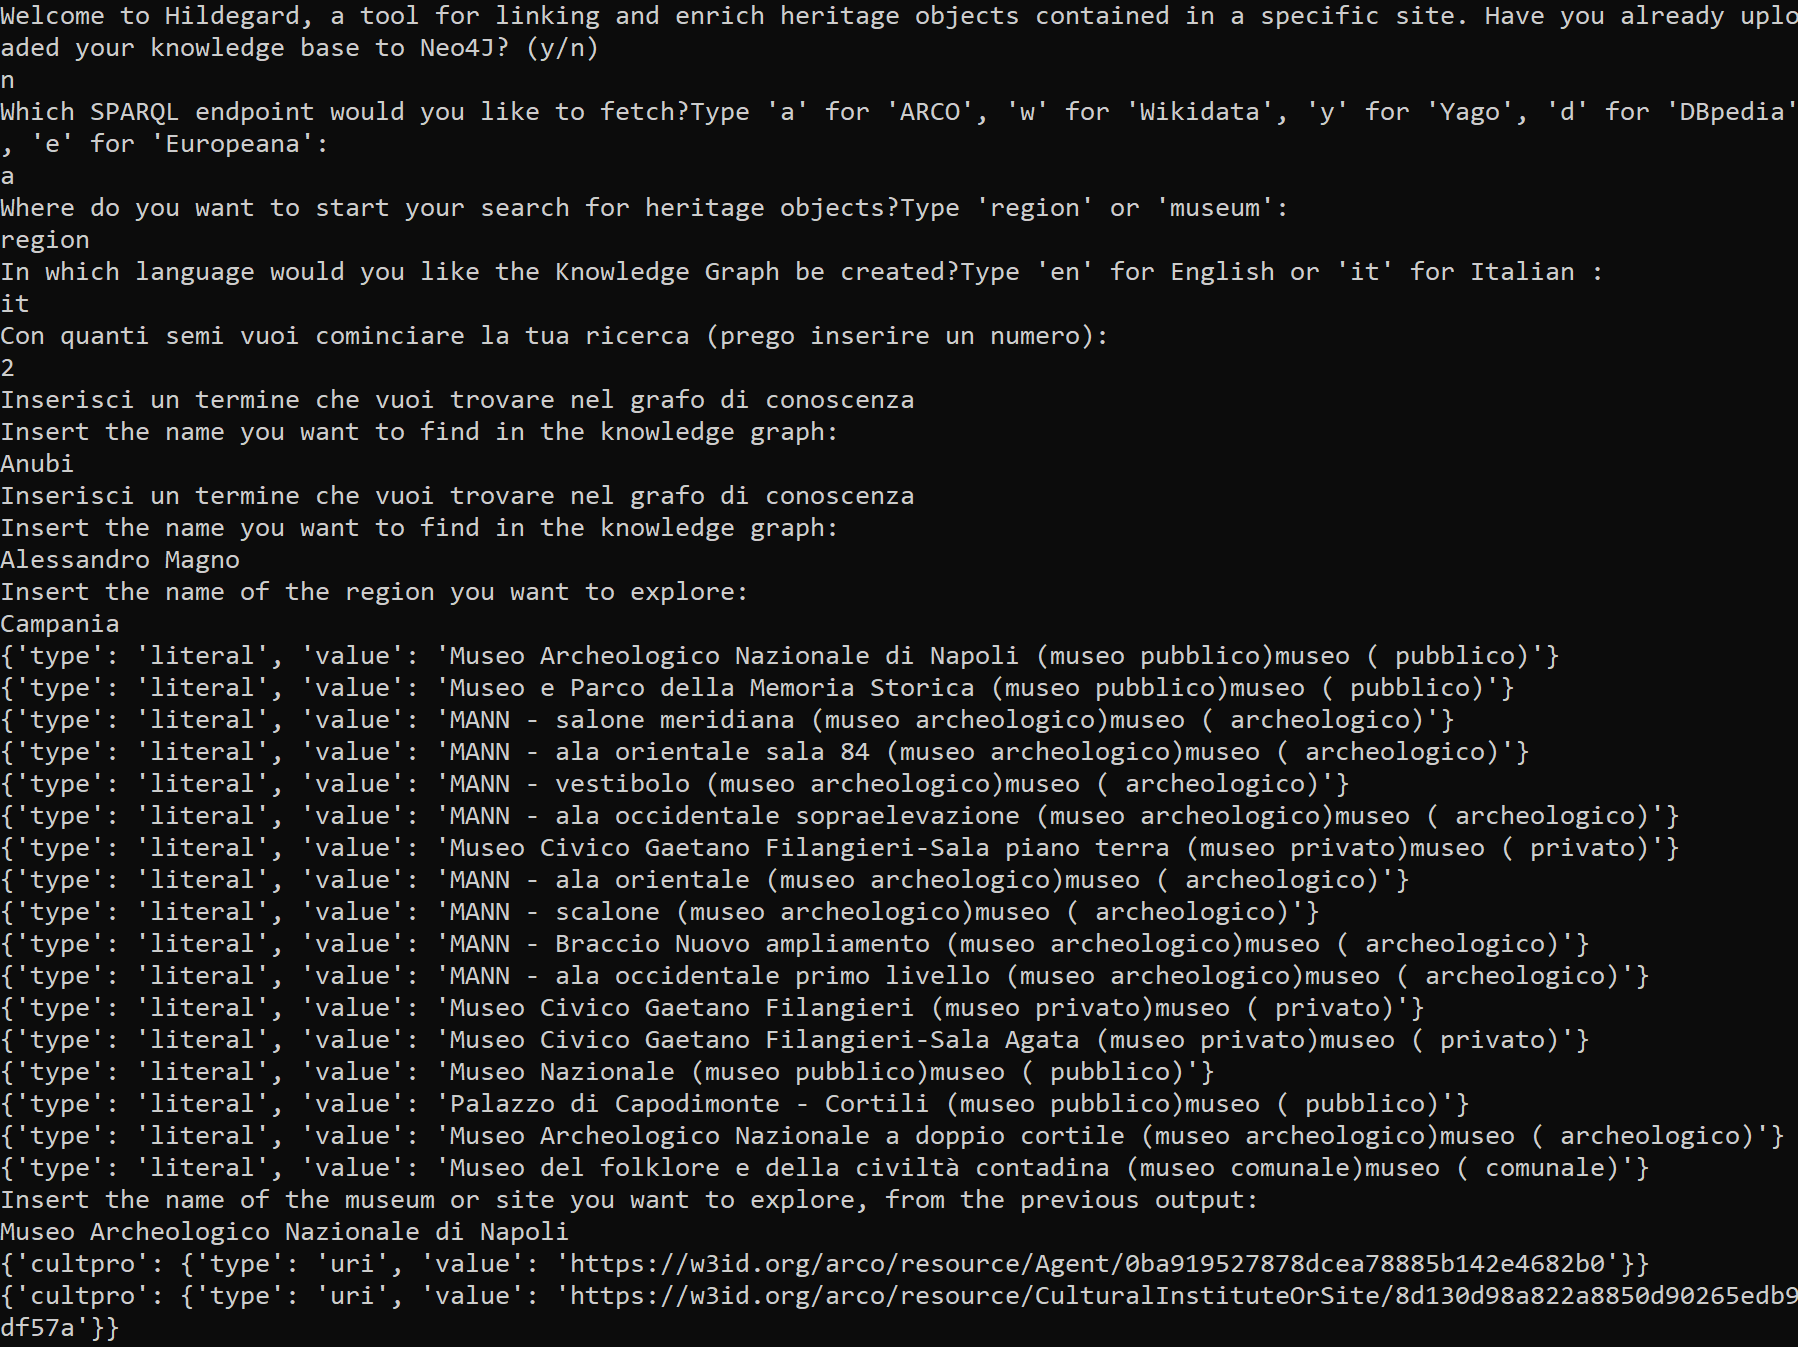 Welcome to Hildegard, a tool for linking and enrich heritage objects contained in a specific site. Have you already uplo
aded your knowledge base to Neo4J? (y/n)
n
Which SPARQL endpoint would you like to fetch?Type 'a' for 'ARCO', 'w' for 'Wikidata', 'y' for 'Yago', 'd' for 'DBpedia'
, 'e' for 'Europeana':
a
Where do you want to start your search for heritage objects?Type 'region' or 'museum':
region
In which language would you like the Knowledge Graph be created?Type 'en' for English or 'it' for Italian :
it
Con quanti semi vuoi cominciare la tua ricerca (prego inserire un numero):
2
Inserisci un termine che vuoi trovare nel grafo di conoscenza
Insert the name you want to find in the knowledge graph:
Anubi
Inserisci un termine che vuoi trovare nel grafo di conoscenza
Insert the name you want to find in the knowledge graph:
Alessandro Magno
Insert the name of the region you want to explore:
Campania
{'type': 'literal', 'value': 'Museo Archeologico Nazionale di Napoli (museo pubblico)museo ( pubblico)'}
{'type': 'literal', 'value': 'Museo e Parco della Memoria Storica (museo pubblico)museo ( pubblico)'}
{'type': 'literal', 'value': 'MANN - salone meridiana (museo archeologico)museo ( archeologico)'}
{'type': 'literal', 'value': 'MANN - ala orientale sala 84 (museo archeologico)museo ( archeologico)'}
{'type': 'literal', 'value': 'MANN - vestibolo (museo archeologico)museo ( archeologico)'}
{'type': 'literal', 'value': 'MANN - ala occidentale sopraelevazione (museo archeologico)museo ( archeologico)'}
{'type': 'literal', 'value': 'Museo Civico Gaetano Filangieri-Sala piano terra (museo privato)museo ( privato)'}
{'type': 'literal', 'value': 'MANN - ala orientale (museo archeologico)museo ( archeologico)'}
{'type': 'literal', 'value': 'MANN - scalone (museo archeologico)museo ( archeologico)'}
{'type': 'literal', 'value': 'MANN - Braccio Nuovo ampliamento (museo archeologico)museo ( archeologico)'}
{'type': 'literal', 'value': 'MANN - ala occidentale primo livello (museo archeologico)museo ( archeologico)'}
{'type': 'literal', 'value': 'Museo Civico Gaetano Filangieri (museo privato)museo ( privato)'}
{'type': 'literal', 'value': 'Museo Civico Gaetano Filangieri-Sala Agata (museo privato)museo ( privato)'}
{'type': 'literal', 'value': 'Museo Nazionale (museo pubblico)museo ( pubblico)'}
{'type': 'literal', 'value': 'Palazzo di Capodimonte - Cortili (museo pubblico)museo ( pubblico)'}
{'type': 'literal', 'value': 'Museo Archeologico Nazionale a doppio cortile (museo archeologico)museo ( archeologico)'}
{'type': 'literal', 'value': 'Museo del folklore e della civiltà contadina (museo comunale)museo ( comunale)'}
Insert the name of the museum or site you want to explore, from the previous output:
Museo Archeologico Nazionale di Napoli
{'cultpro': {'type': 'uri', 'value': 'https://w3id.org/arco/resource/Agent/0ba919527878dcea78885b142e4682b0'}}
{'cultpro': {'type': 'uri', 'value': 'https://w3id.org/arco/resource/CulturalInstituteOrSite/8d130d98a822a8850d90265edb9
df57a'}}